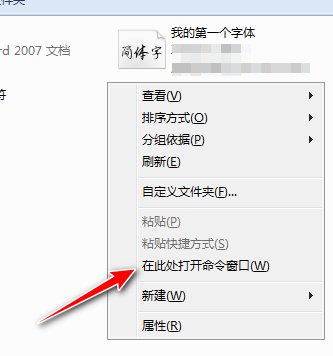 文件夹
rd 2007 文档
符
我的第一个字体
简体字
查看(V)
排序方式(O)
分组依据(P)
刷新(E)
自定义文件夹(F)...
粘贴(P)
粘贴快捷方式(S)
在此处打开命令窗口(W)
新建(W)
属性(R)